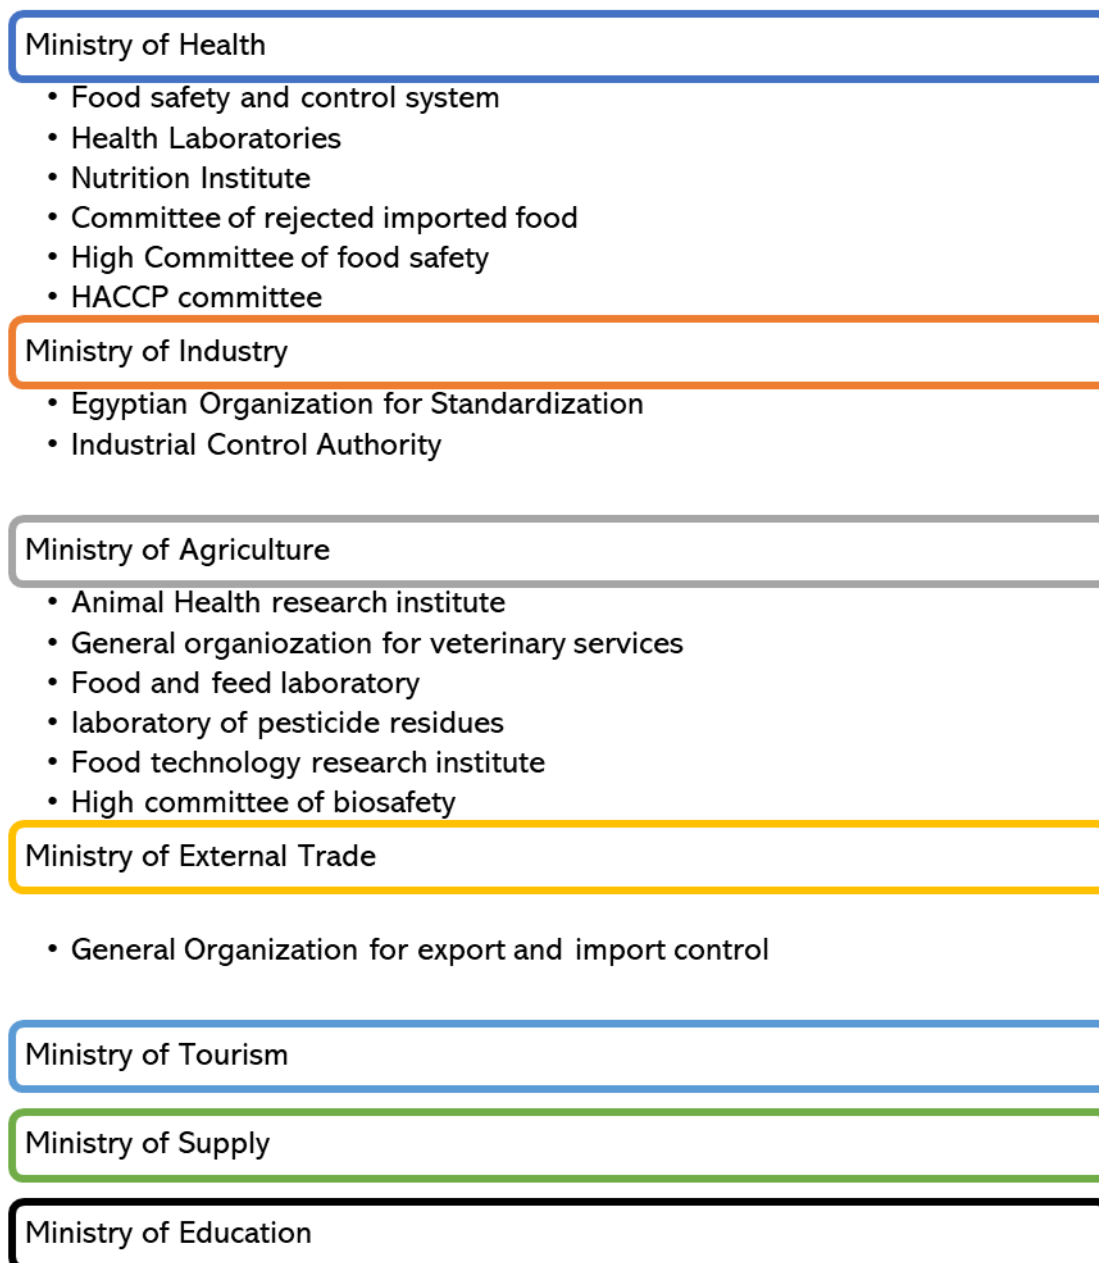 Ministry of Health
• Food safety and control system
• Health Laboratories
• Nutrition Institute
• Committee of rejected imported food
• High Committee of food safety
• HACCP committee
Ministry of Industry
• Egyptian Organization for Standardization
• Industrial Control Authority
Ministry of Agriculture
• Animal Health research institute
• General organiozation for veterinary services
• Food and feed laboratory
• laboratory of pesticide residues
• Food technology research institute
• High committee of biosafety
Ministry of External Trade
• General Organization for export and import control
Ministry of Tourism
Ministry of Supply
Ministry of Education